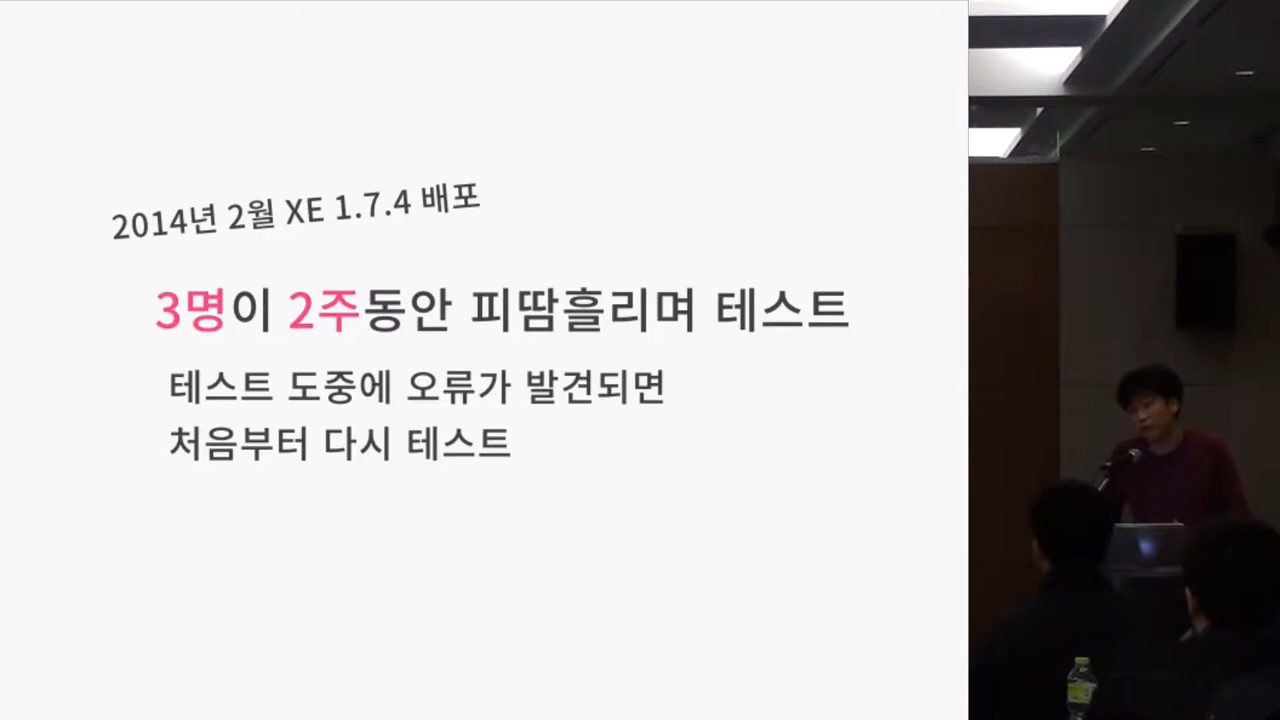 2014년 2월 XE 1.7.4 배포
3명이 2주동안 피땀흘리며 테스트
테스트 도중에 오류가 발견되면
처음부터 다시 테스트